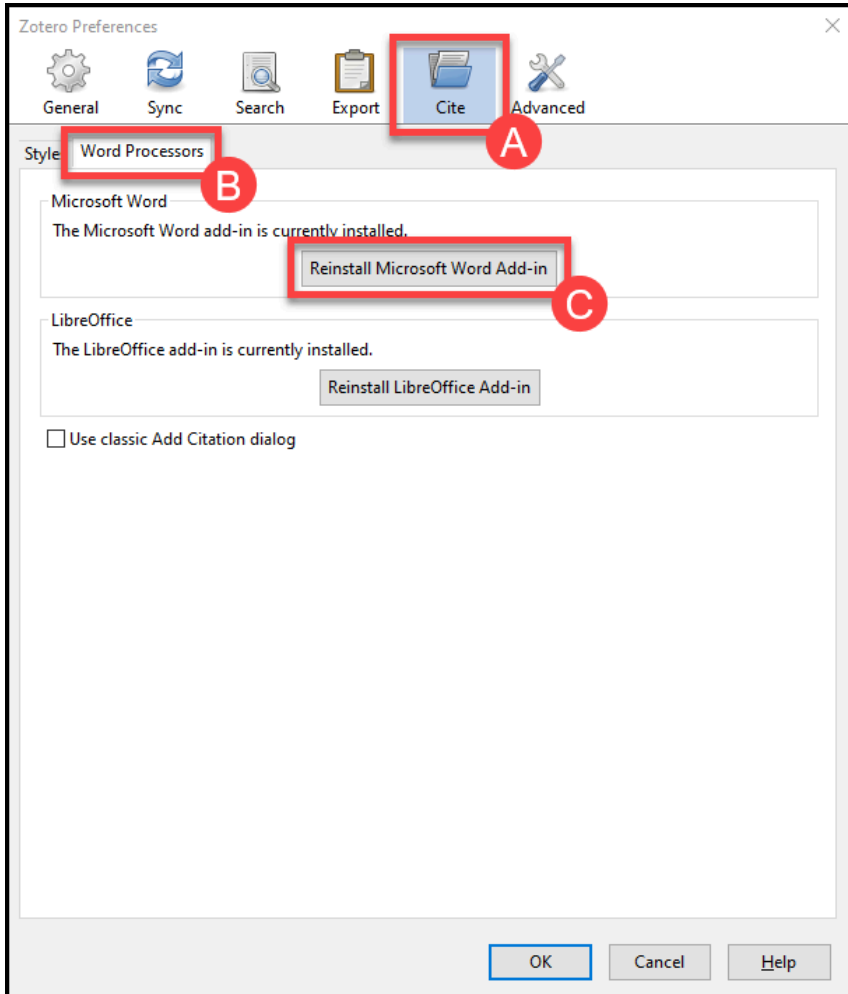 Zotero Preferences
General Sync Search Export Cite Advanced
A
Style Word Processors
B
Microsoft Word
The Microsoft Word add-in is currently installed.
Reinstall Microsoft Word Add-in
C
LibreOffice
The LibreOffice add-in is currently installed.
Reinstall LibreOffice Add-in
Use classic Add Citation dialog
OK Cancel Help